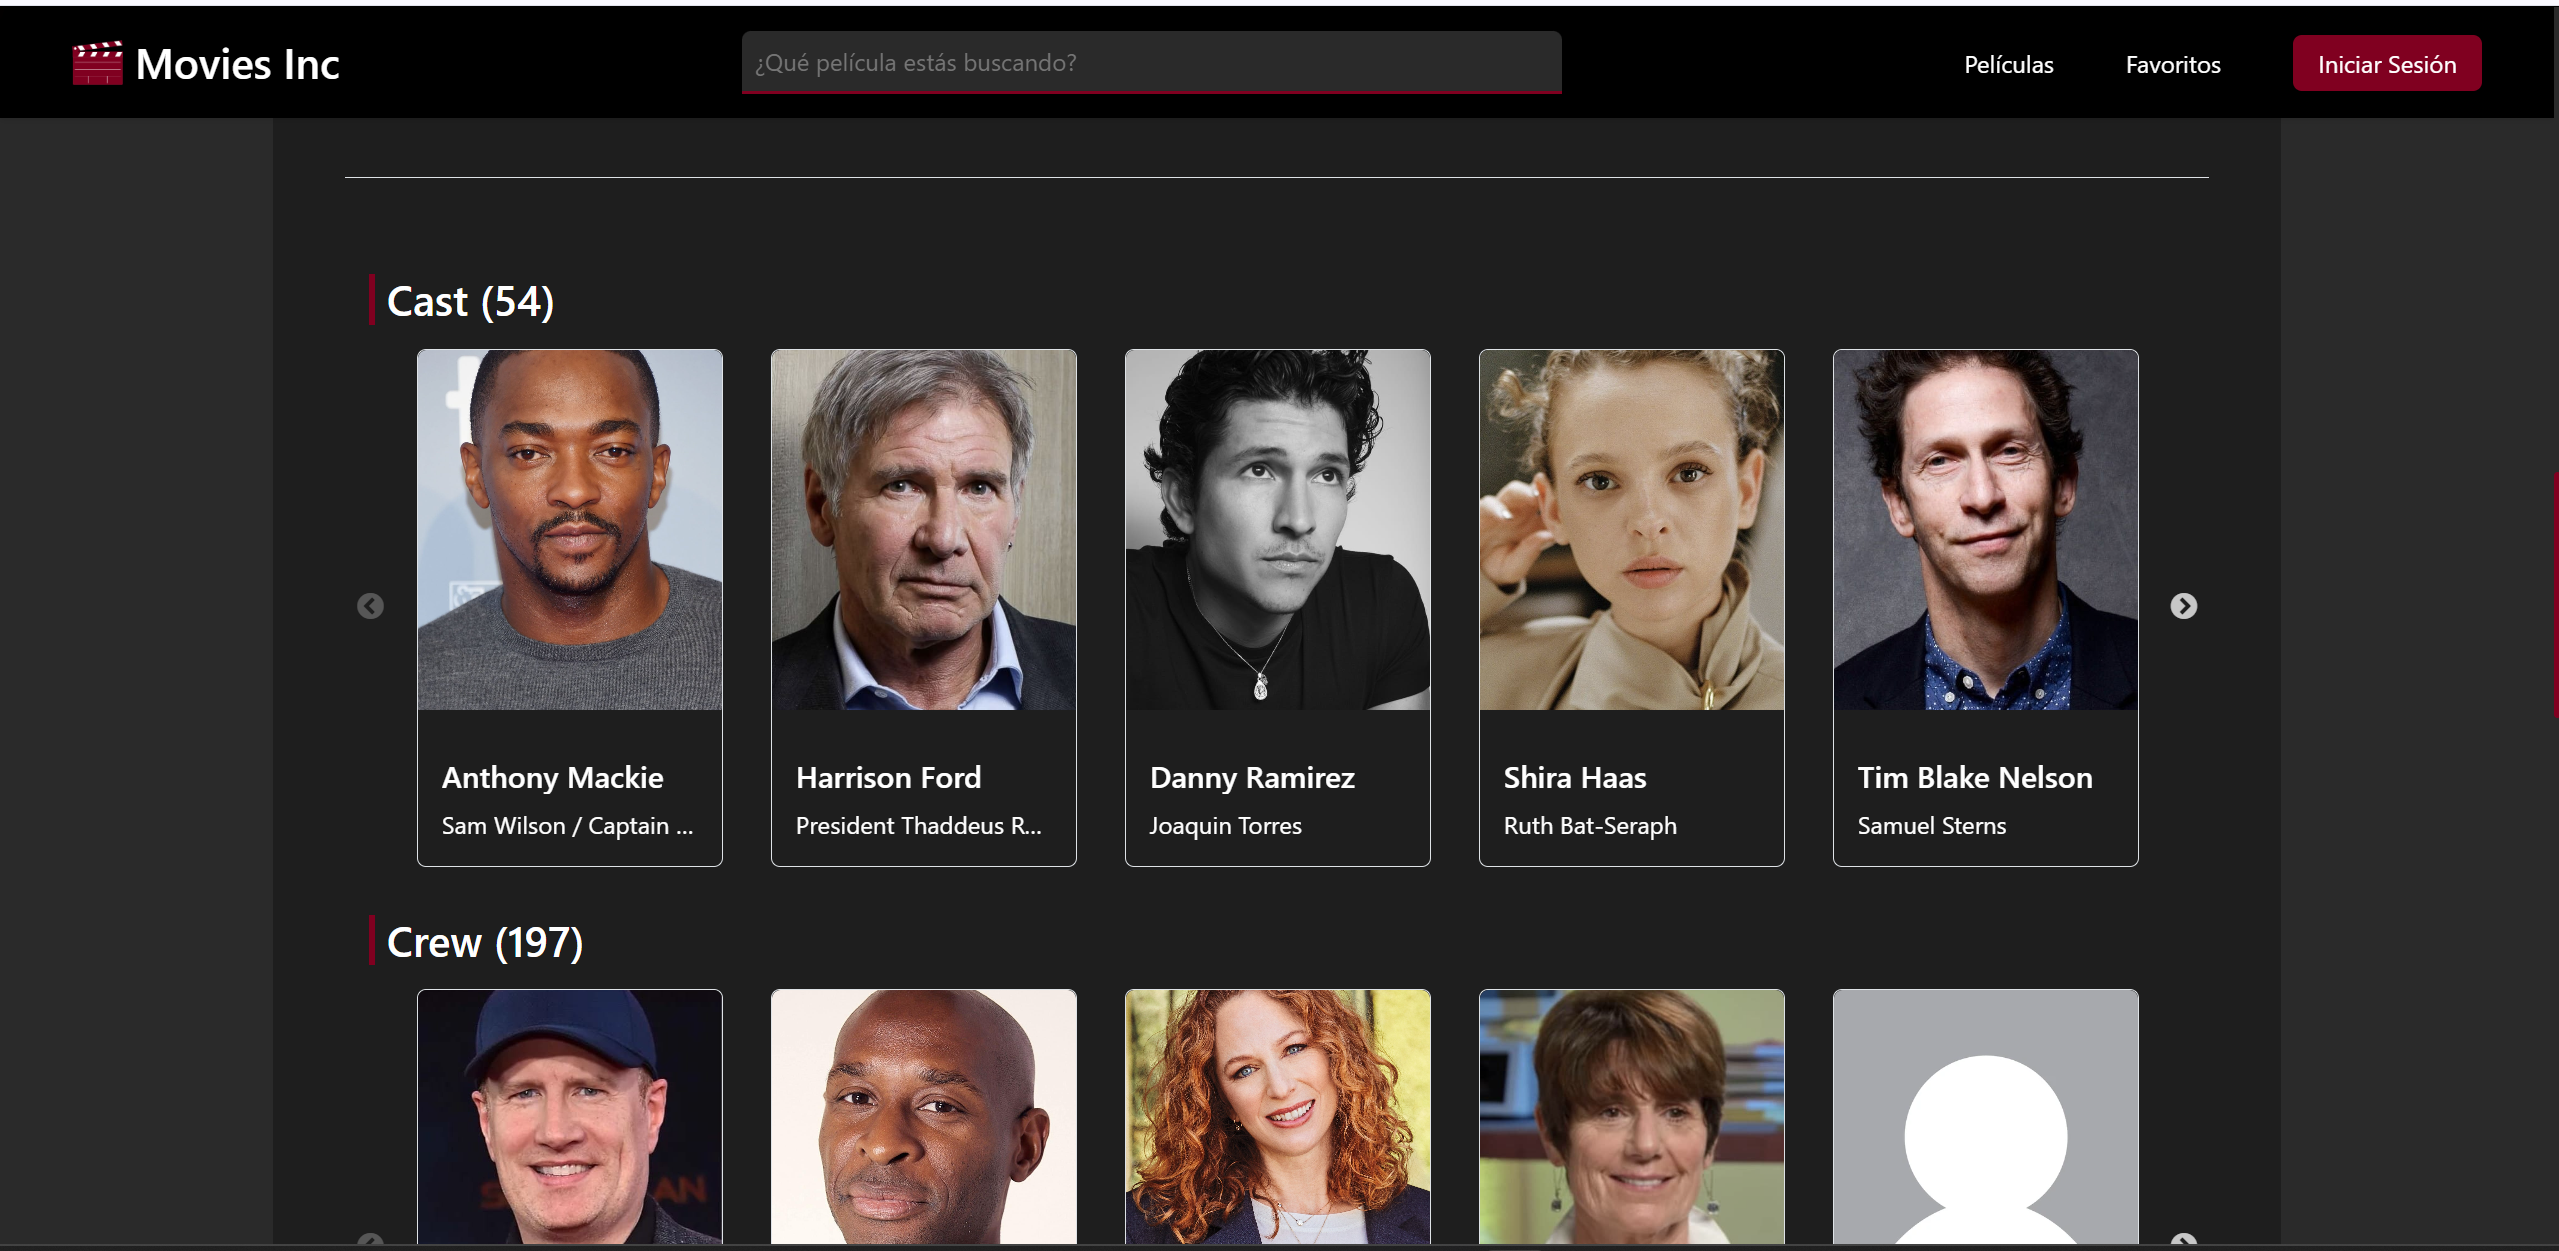 Movies Inc
¿Qué película estás buscando?
Películas
Favoritos
Iniciar Sesión
Cast (54)
Anthony Mackie
Sam Wilson / Captain ...
Harrison Ford
President Thaddeus R...
Danny Ramirez
Joaquin Torres
Shira Haas
Ruth Bat-Seraph
Tim Blake Nelson
Samuel Sterns
Crew (197)